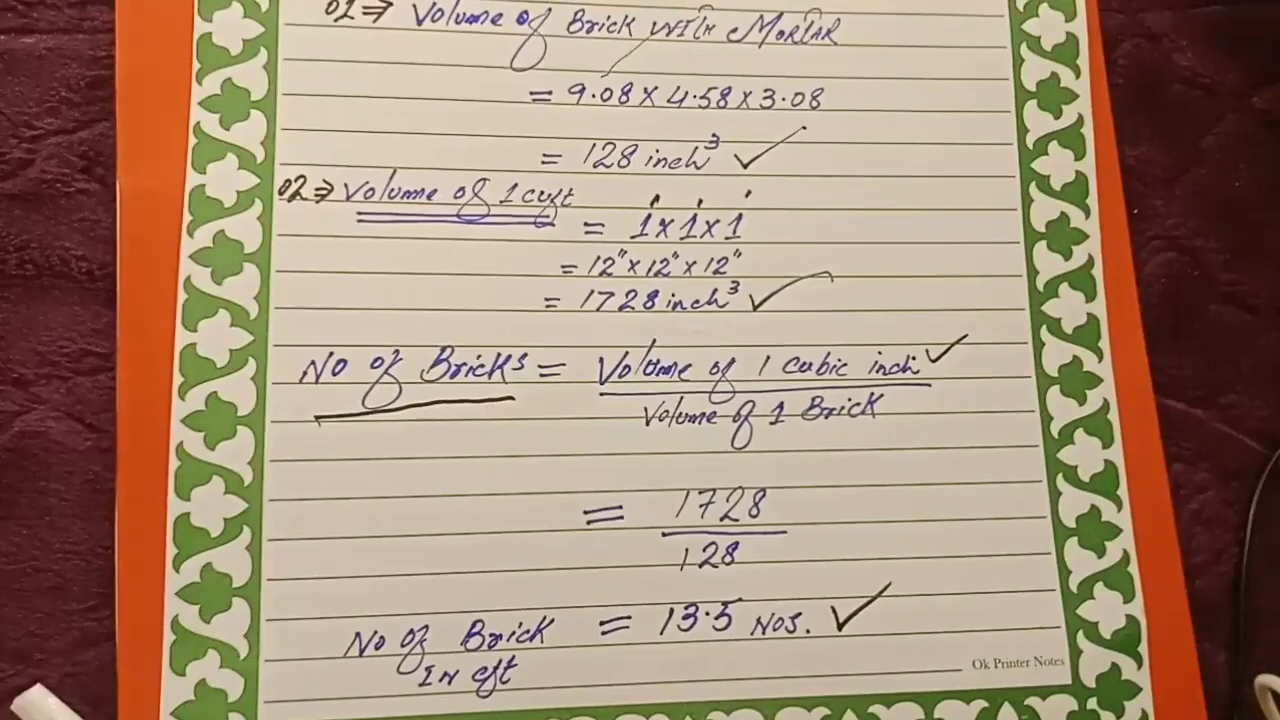 01⇒ Volume of Brick WITH MORTAR
= 9.08 x 4.58 x 3.08
= 128 inch³ ✓
02⇒ Volume of 1 cuft = 1' x 1' x 1'
= 12" x 12" x 12"
= 1728 inch³ ✓
No of Bricks = Volume of 1 cubic inch ✓
Volume of 1 Brick
= 1728
128
No of Brick = 13.5 Nos. ✓
In cft
Ok Printer Notes